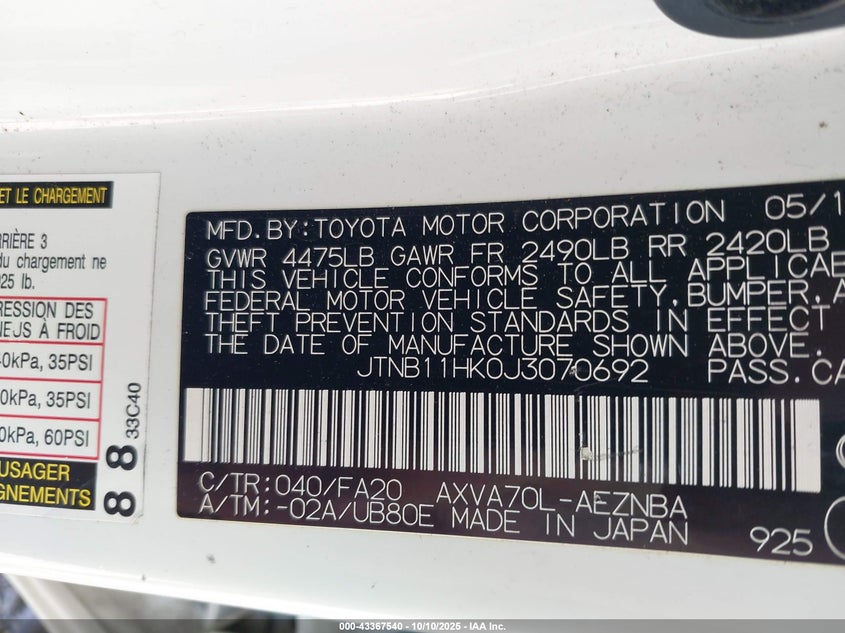 ET LE CHARGEMENT
RRIÈRE 3
du chargement ne
025 lb.
RESSION DES
NEUS À FROID
40kPa, 35PSI
0kPa, 35PSI
0kPa, 60PSI
USAGER
GNEMENTS
8 8
33C40
MFD.BY:TOYOTA MOTOR CORPORATION 05/1
GVWR 4475LB GAWR FR 2490LB RR 2420LB
THIS VEHICLE CONFORMS TO ALL APPLICAB
FEDERAL MOTOR VEHICLE SAFETY,BUMPER,A
THEFT PREVENTION STANDARDS IN EFFECT
THE DATE OF MANUFACTURE SHOWN ABOVE.
JTNB11HK0J3070692 PASS.CA
C/TR:040/FA20 AXVA70L-AEZNBA
A/TM:-02A/UB80E MADE IN JAPAN
925
000-43367540 - 10/10/2025 - IAA Inc.